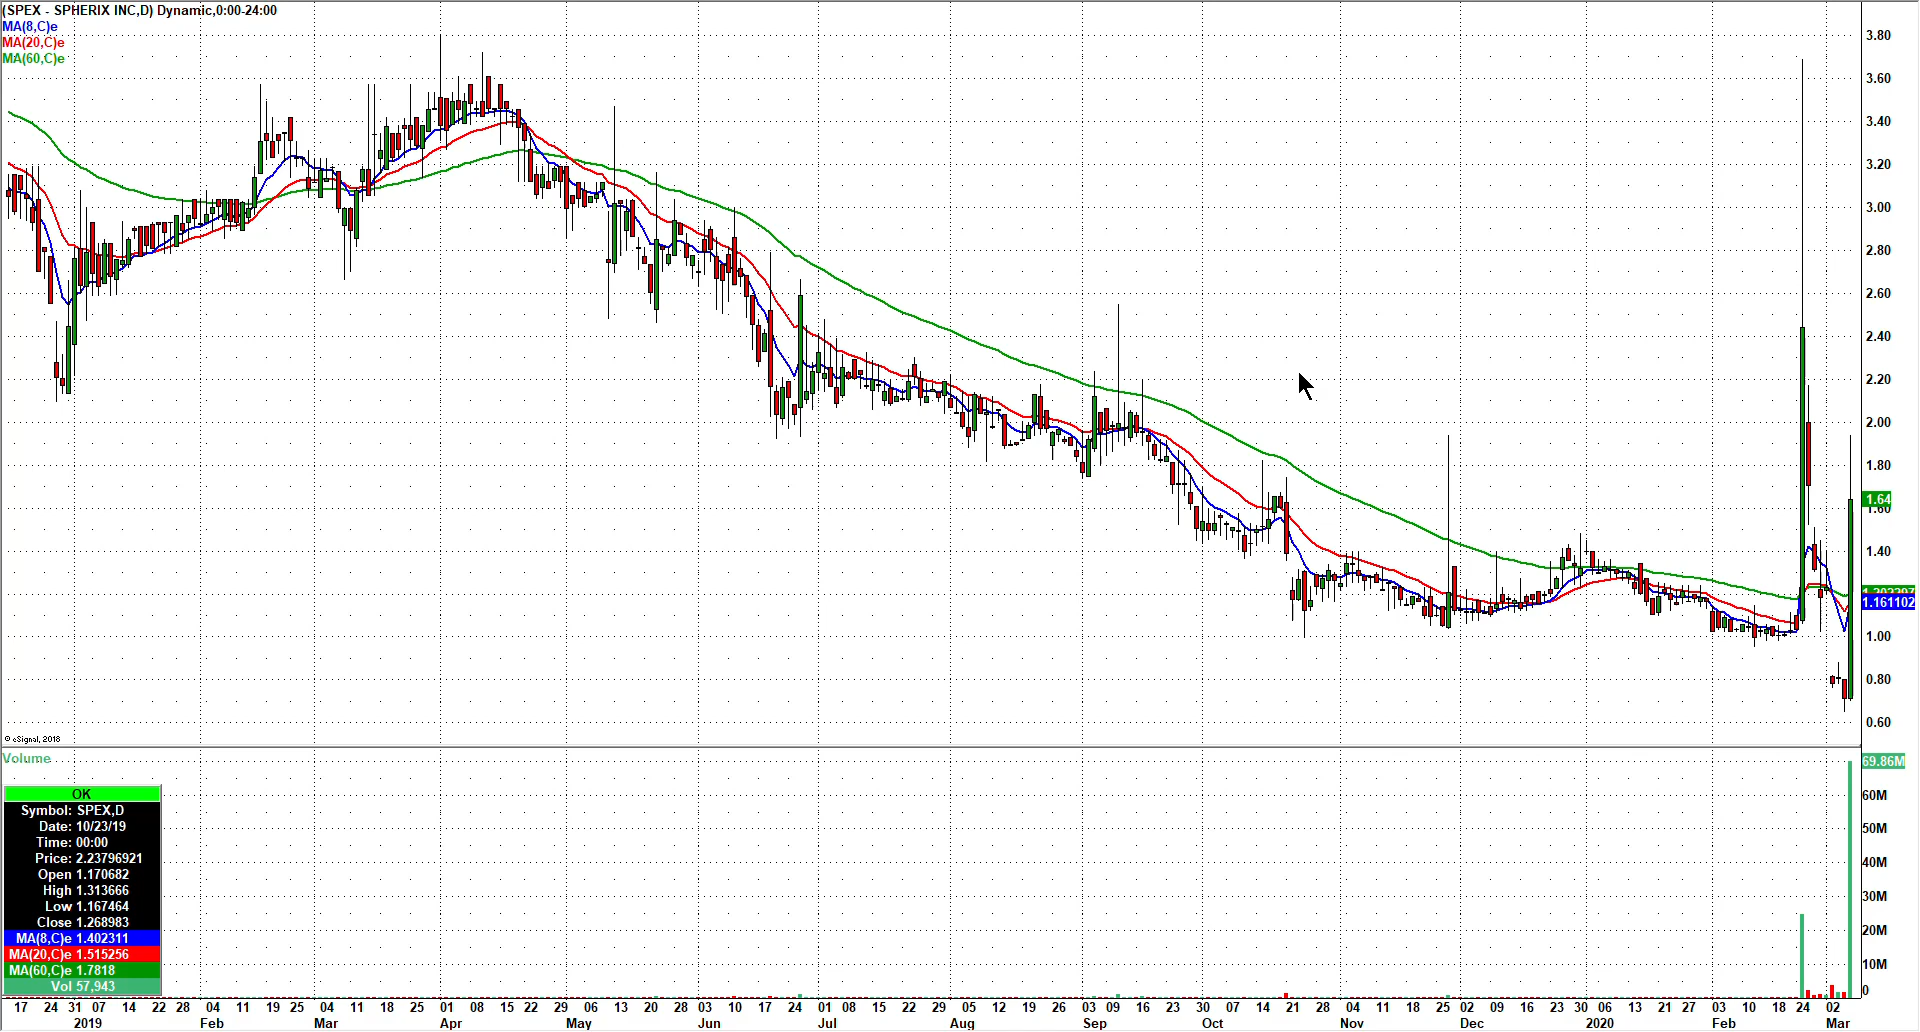 (SPEX - SPHERIX INC,D) Dynamic,0:00-24:00
MA(8,C)e
MA(20,C)e
MA(60,C)e
3.80
3.60
3.40
3.20
3.00
2.80
2.60
2.40
2.20
2.00
1.80
1.64
1.60
1.40
1.161102
1.00
0.80
0.60
© eSignal, 2018
Volume
69.86M
60M
50M
40M
30M
20M
10M
0
OK
Symbol: SPEX,D
Date: 10/23/19
Time: 00:00
Price: 2.23796921
Open 1.170682
High 1.313666
Low 1.167464
Close 1.268983
MA(8,C)e 1.402311
MA(20,C)e 1.515256
MA(60,C)e 1.7818
Vol 57,943
17 24 31 07 14 22 28 04 11 19 25 04 11 18 25 01 08 15 22 29 06 13 20 28 03 10 17 24 01 08 15 22 29 05 12 19 26 03 09 16 23 30 07 14 21 28 04 11 18 25 02 09 16 23 30 06 13 21 27 03 10 18 24 02
2019 Feb Mar Apr May Jun Jul Aug Sep Oct Nov Dec 2020 Feb Mar